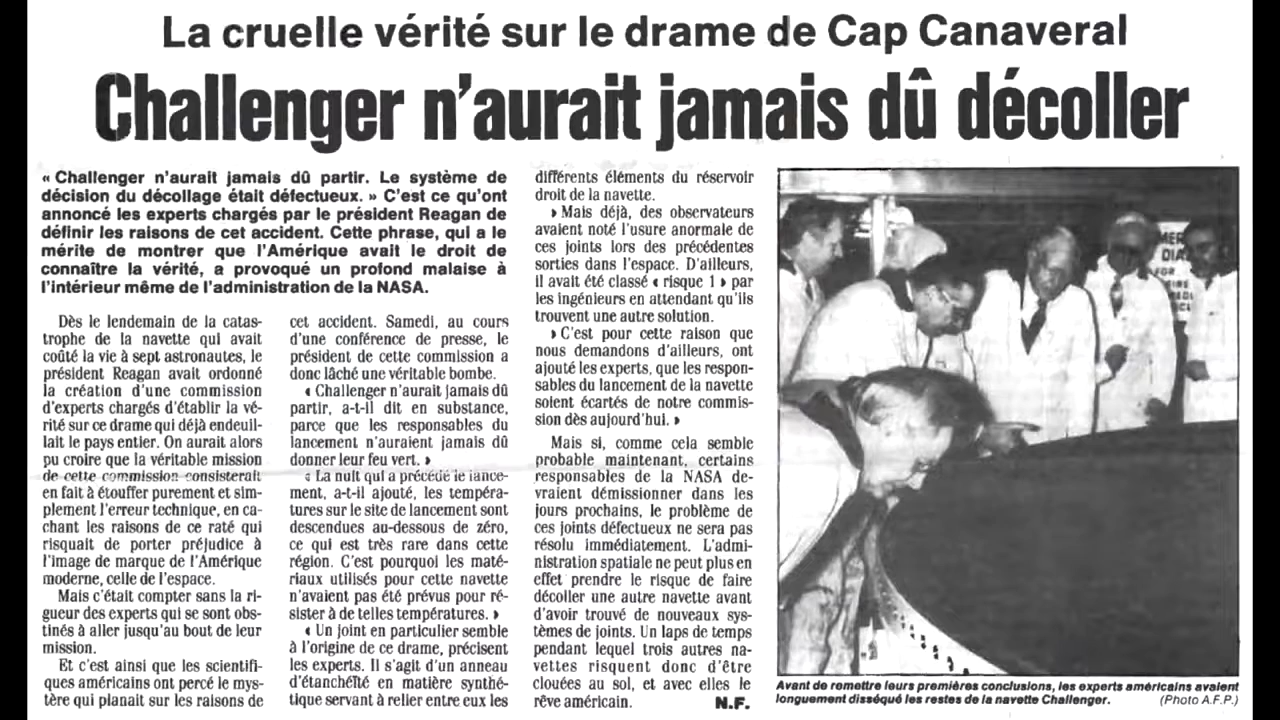 La cruelle vérité sur le drame de Cap Canaveral
Challenger n'aurait jamais dû décoller
« Challenger n'aurait jamais dû partir. Le système de
décision du décollage était défectueux. » C'est ce qu'ont
annoncé les experts chargés par le président Reagan de
définir les raisons de cet accident. Cette phrase, qui a le
mérite de montrer que l'Amérique avait le droit de
connaître la vérité, a provoqué un profond malaise à
l'intérieur même de l'administration de la NASA.
Dès le lendemain de la catas-
trophe de la navette qui avait
coûté la vie à sept astronautes, le
président Reagan avait ordonné
la création d'une commission
d'experts chargés d'établir la vé-
rité sur ce drame qui déjà endeuil-
lait le pays entier. On aurait alors
pu croire que la véritable mission
de cette commission consisterait
en fait à étouffer purement et sim-
plement l'erreur technique, en ca-
chant les raisons de ce raté qui
risquait de porter préjudice à
l'image de marque de l'Amérique
moderne, celle de l'espace.
Mais c'était compter sans la ri-
gueur des experts qui se sont obs-
tinés à aller jusqu'au bout de leur
mission.
Et c'est ainsi que les scientifi-
ques américains ont percé le mys-
tère qui planait sur les raisons de
cet accident. Samedi, au cours
d'une conférence de presse, le
président de cette commission a
donc lâché une véritable bombe.
« Challenger n'aurait jamais dû
partir, a-t-il dit en substance,
parce que les responsables du
lancement n'auraient jamais dû
donner leur feu vert. »
« La nuit qui a précédé le lance-
ment, a-t-il ajouté, les tempéra-
tures sur le site de lancement sont
descendues au-dessous de zéro,
ce qui est très rare dans cette
région. C'est pourquoi les maté-
riaux utilisés pour cette navette
n'avaient pas été prévus pour ré-
sister à de telles températures. »
« Un joint en particulier semble
à l'origine de ce drame, précisent
les experts. Il s'agit d'un anneau
d'étanchéité en matière synthé-
tique servant à relier entre eux les
différents éléments du réservoir
droit de la navette.
» Mais déjà, des observateurs
avaient noté l'usure anormale de
ces joints lors des précédentes
sorties dans l'espace. D'ailleurs,
il avait été classé « risque 1 » par
les ingénieurs en attendant qu'ils
trouvent une autre solution.
» C'est pour cette raison que
nous demandons d'ailleurs, ont
ajouté les experts, que les respon-
sables du lancement de la navette
soient écartés de notre commis-
sion dès aujourd'hui. »
Mais si, comme cela semble
probable maintenant, certains
responsables de la NASA de-
vraient démissionner dans les
jours prochains, le problème de
ces joints défectueux ne sera pas
résolu immédiatement. L'admi-
nistration spatiale ne peut plus en
effet prendre le risque de faire
décoller une autre navette avant
d'avoir trouvé de nouveaux sys-
tèmes de joints. Un laps de temps
pendant lequel trois autres na-
vettes risquent donc d'être
clouées au sol, et avec elles le
rêve américain. N.F.
Avant de remettre leurs premières conclusions, les experts américains avaient
longuement disséqué les restes de la navette Challenger. (Photo A.F.P.)